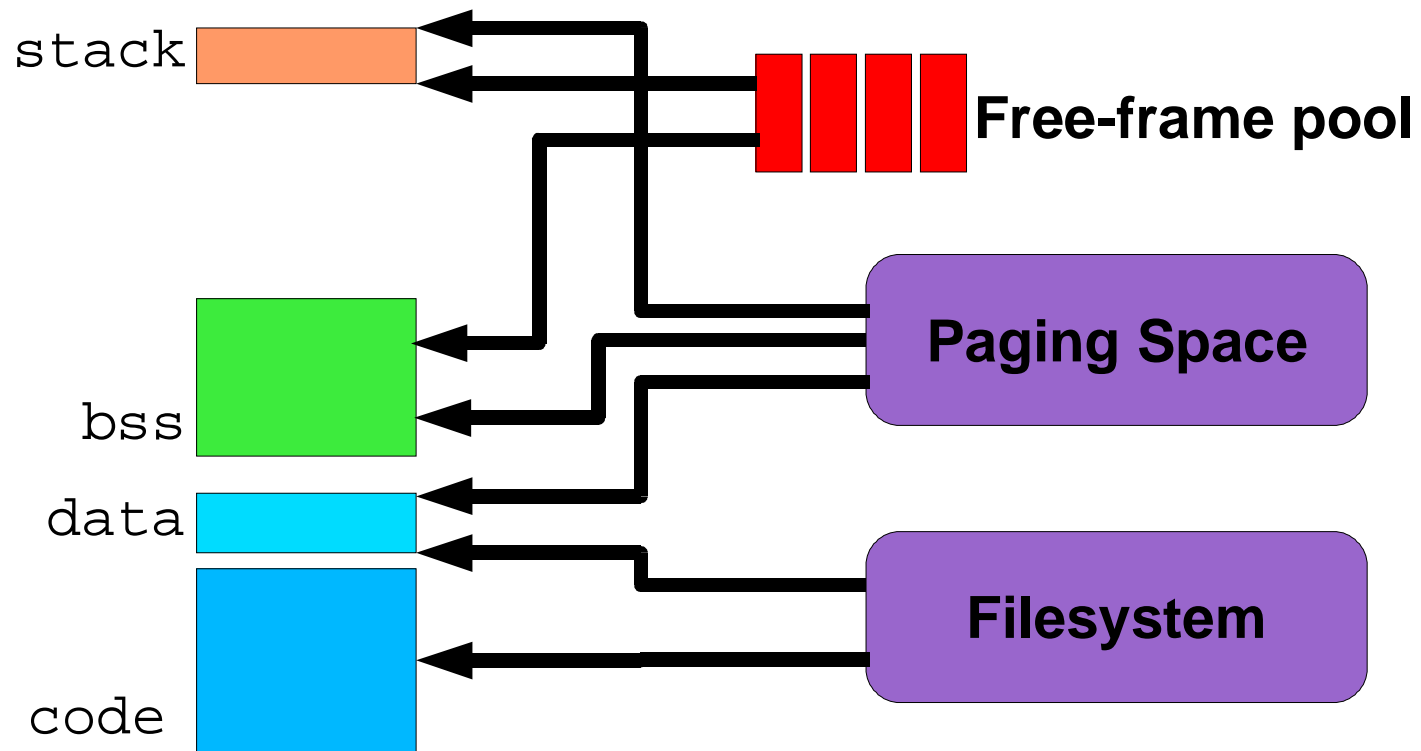 stack
Free-frame pool
Paging Space
bss
data
Filesystem
code